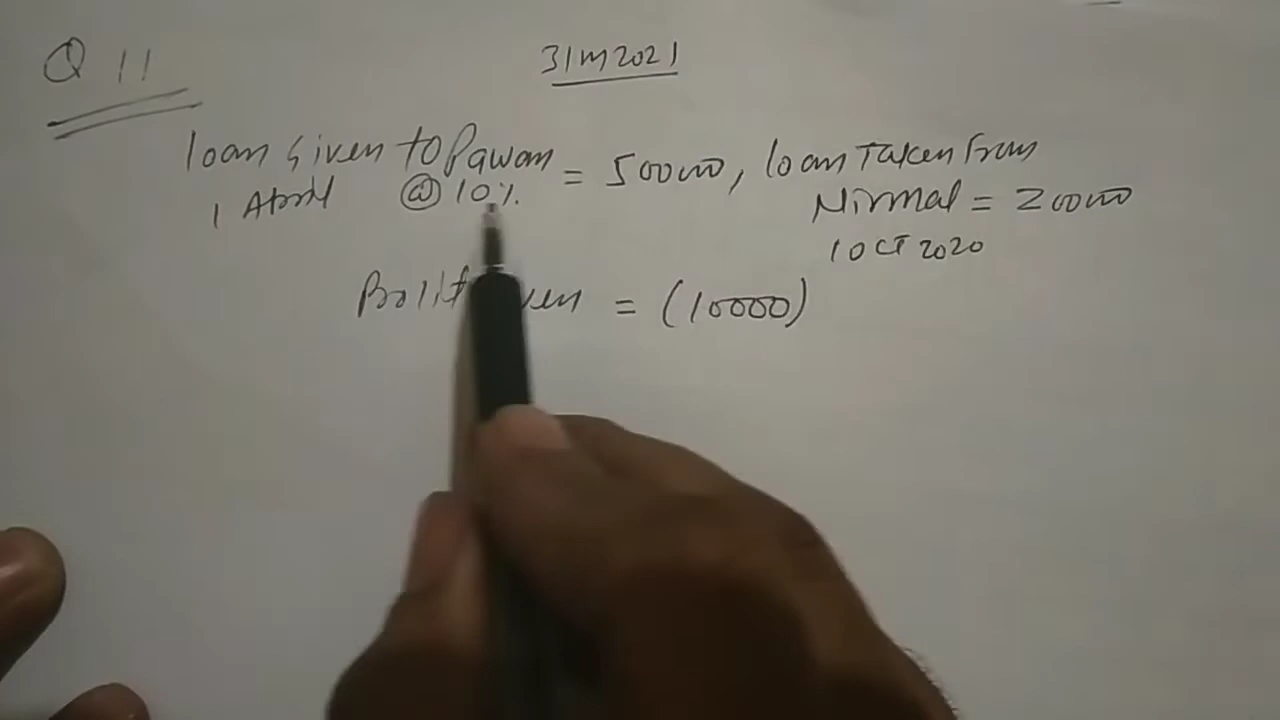 Q 11
31 M 2021
loan given to Pawan = 50000, loan Taken from
1 April @ 10% Nirmal = 20000
1 OCT 2020
= (10000)